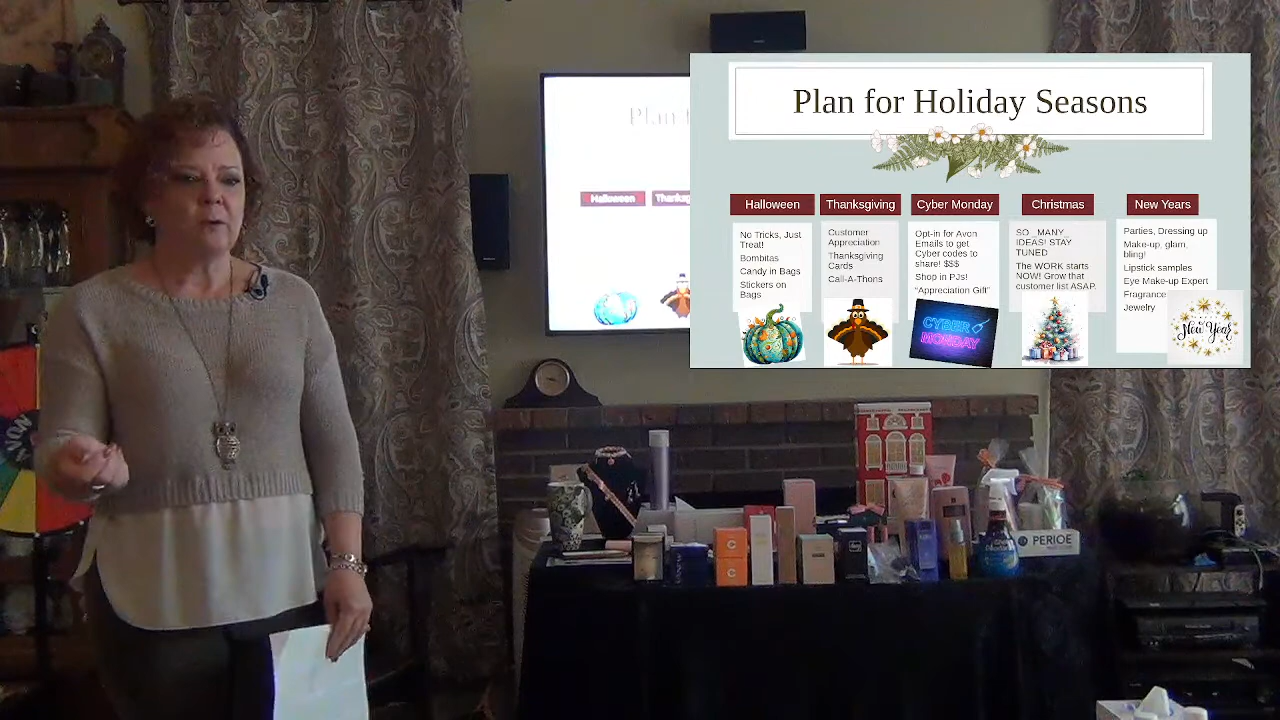 Plan for Holiday Seasons
Halloween
No Tricks, Just
Treat!
Bombitas
Candy in Bags
Stickers on
Bags
Thanksgiving
Customer
Appreciation
Thanksgiving
Cards
Call-A-Thons
Cyber Monday
Opt-in for Avon
Emails to get
Cyber codes to
share! $$$
Shop in PJs!
"Appreciation Gift"
CYBER
MONDAY
Christmas
SO _MANY_
IDEAS! STAY
TUNED
The WORK starts
NOW! Grow that
customer list ASAP.
New Years
Parties, Dressing up
Make-up, glam,
bling!
Lipstick samples
Eye Make-up Expert
Fragrance
Jewelry
New Year
Plan
Halloween
PERIOE
WOW